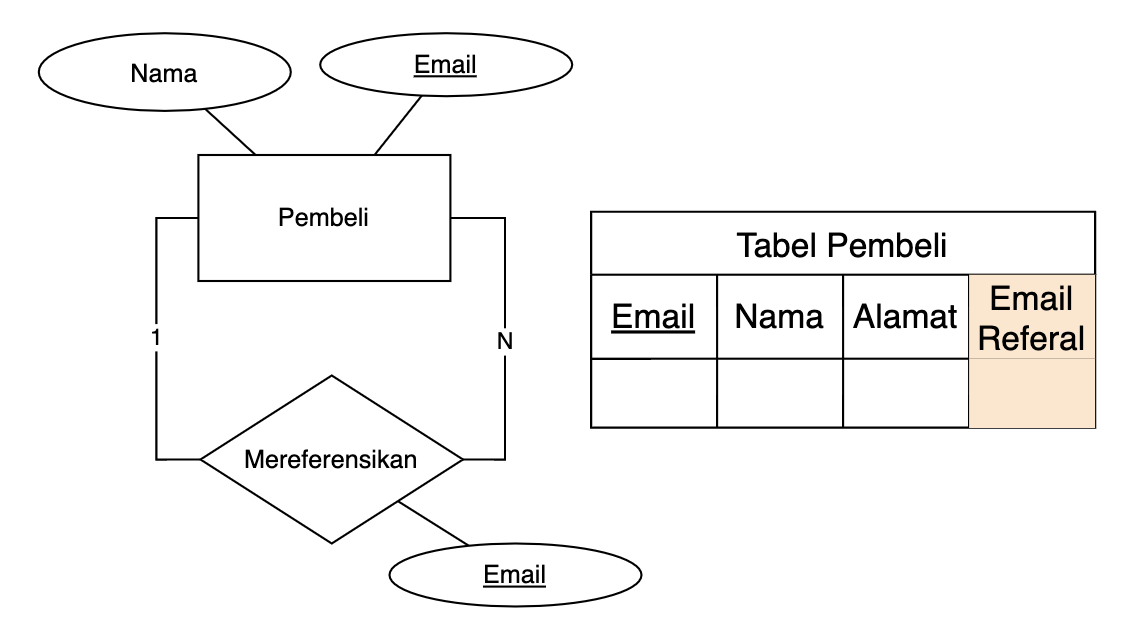 Nama
Email
Pembeli
1
N
Mereferensikan
Email
Tabel Pembeli
Email
Nama
Alamat
Email
Referal